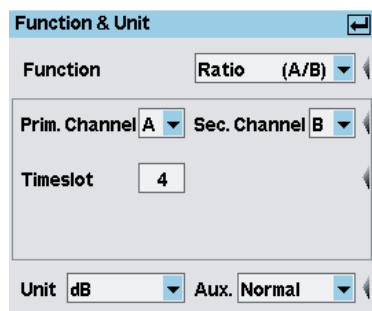 Function & Unit
Function Ratio (A/B)
Prim. Channel A Sec. Channel B
Timeslot 4
Unit dB Aux. Normal